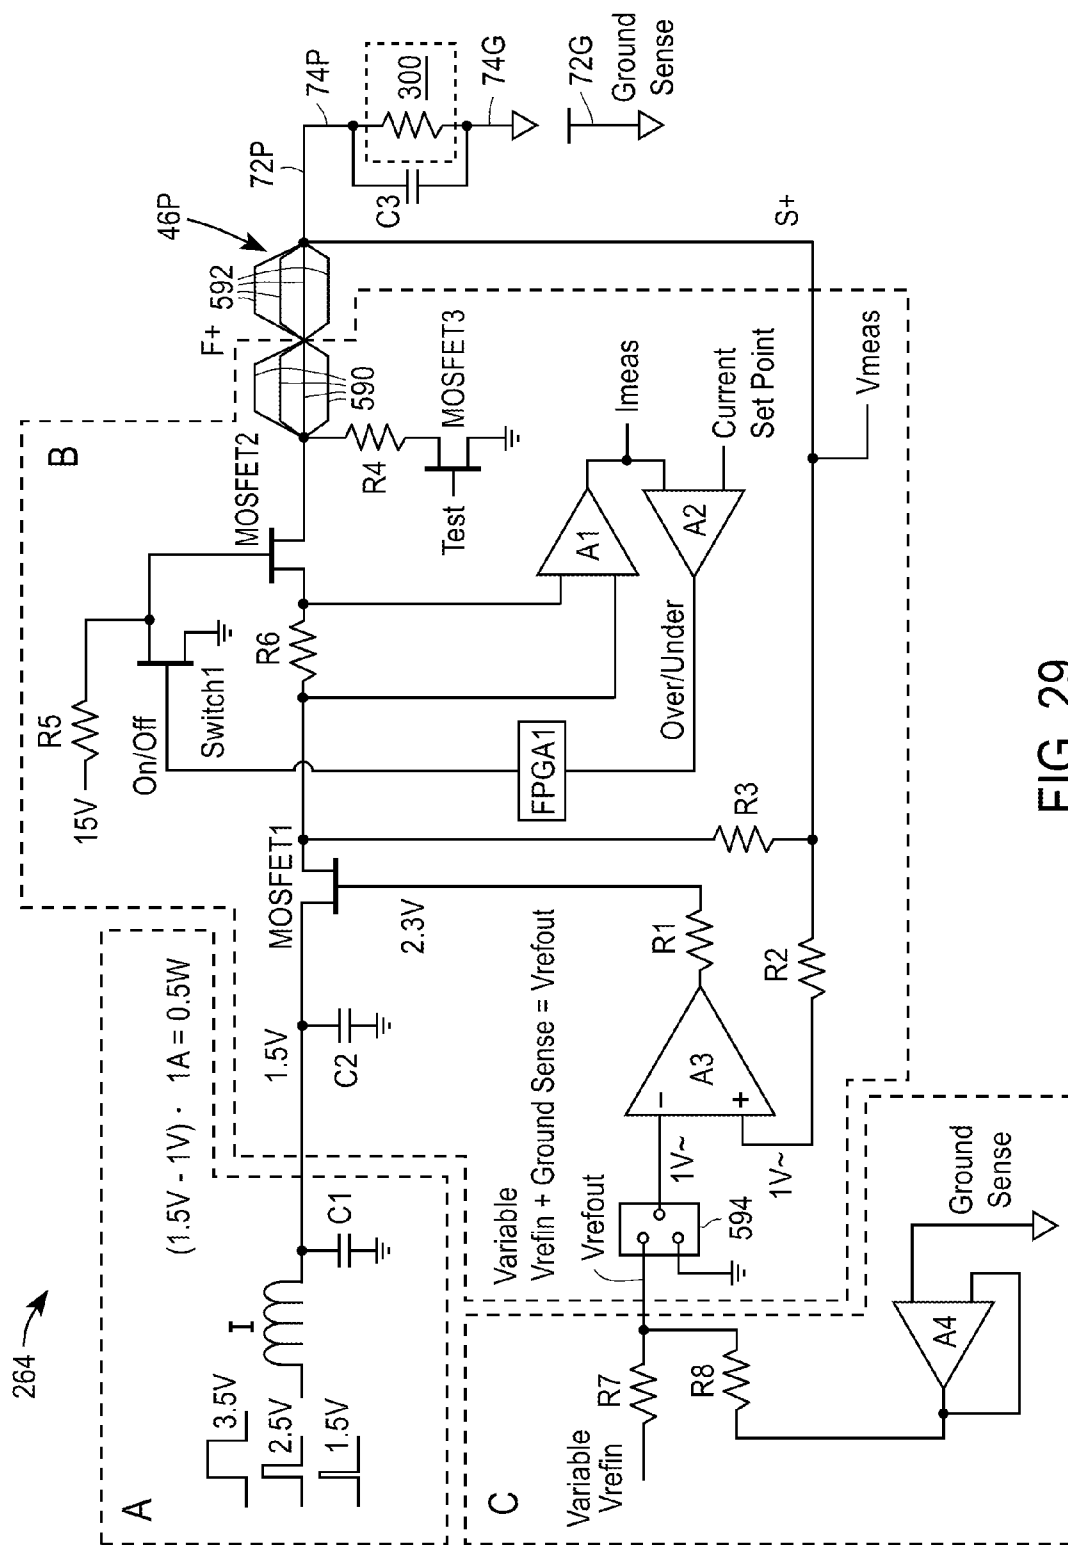 264
A
3.5V
2.5V
1.5V
I
C1
(1.5V - 1V) · 1A = 0.5W
1.5V
C2
MOSFET1
2.3V
B
15V
R5
On/Off
Switch1
MOSFET2
R6
FPGA1
Over/Under
F+
590
592
46P
72P
74P
300
C3
74G
72G
Ground
Sense
R4
Test
MOSFET3
A1
Imeas
A2
Current
Set Point
S+
Vmeas
R3
R1
R2
A3
-
+
1V~
1V~
Variable
Vrefin + Ground Sense = Vrefout
Vrefout
594
C
Variable
Vrefin
R7
R8
A4
Ground
Sense
FIG. 29